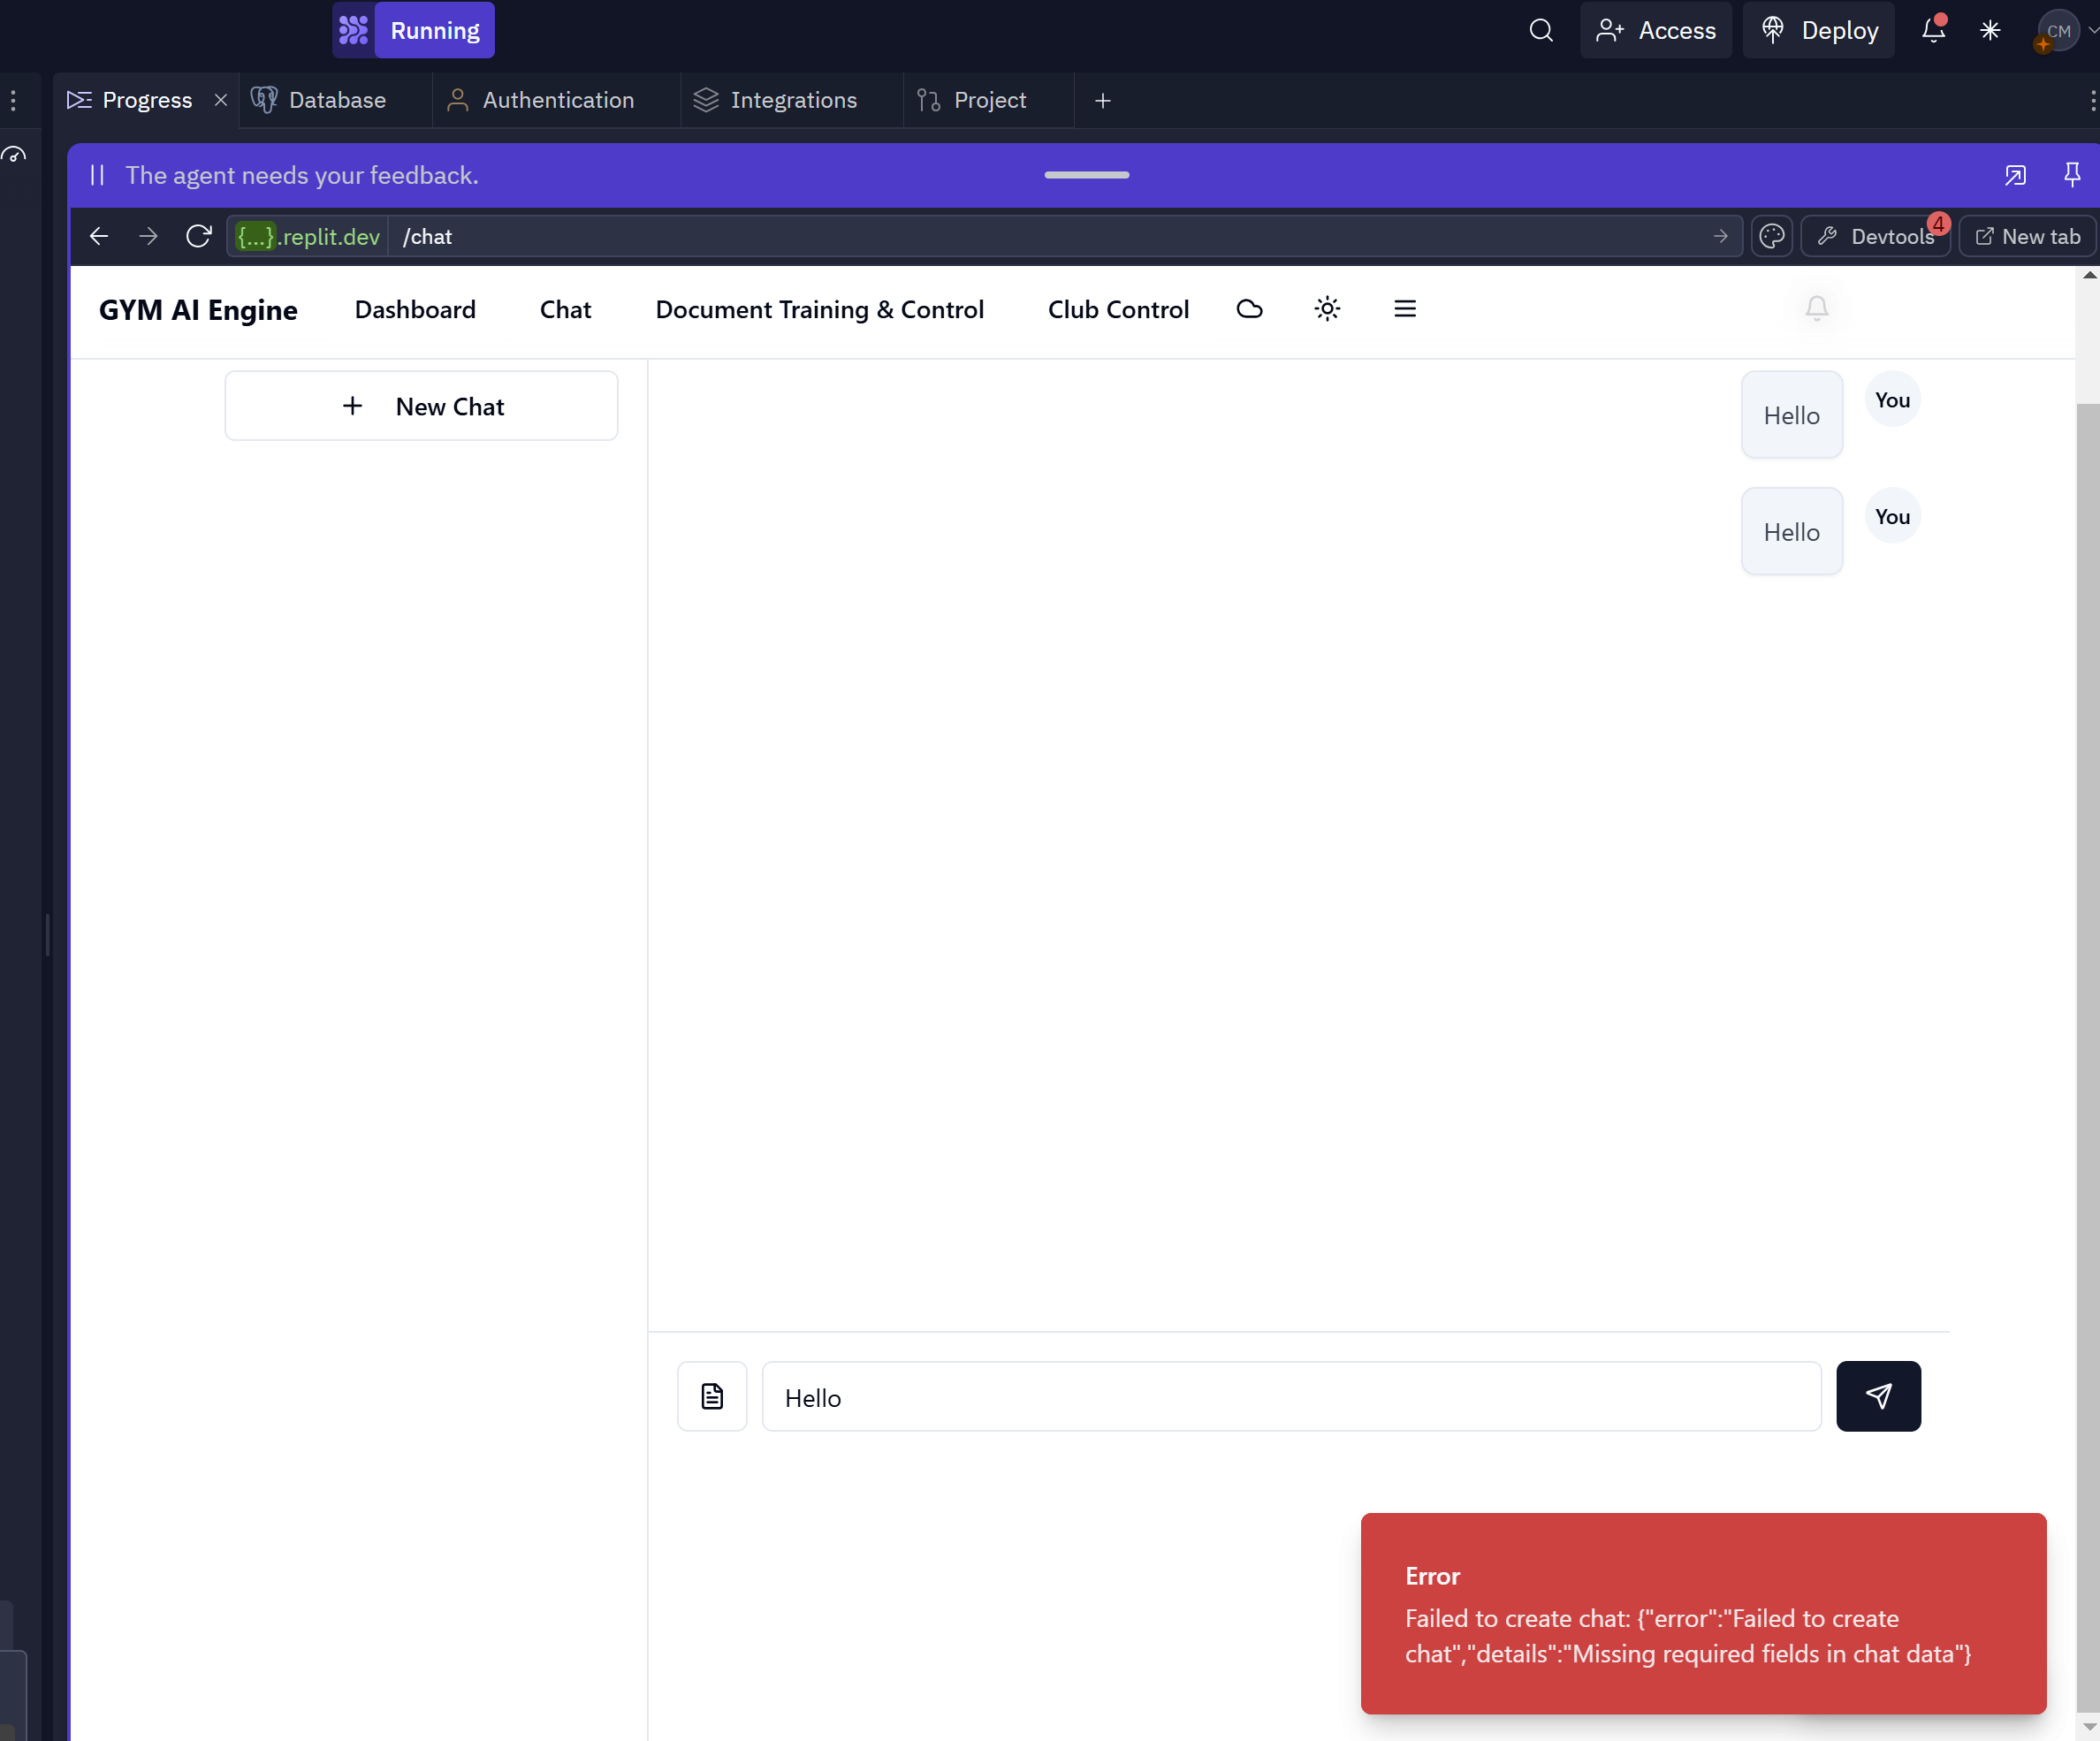 Running
Access
Deploy
CM
Progress
Database
Authentication
Integrations
Project
The agent needs your feedback.
{...}.replit.dev
/chat
Devtools
4
New tab
GYM AI Engine
Dashboard
Chat
Document Training & Control
Club Control
New Chat
Hello
You
Hello
You
Hello
Error
Failed to create chat: {"error":"Failed to create
chat","details":"Missing required fields in chat data"}